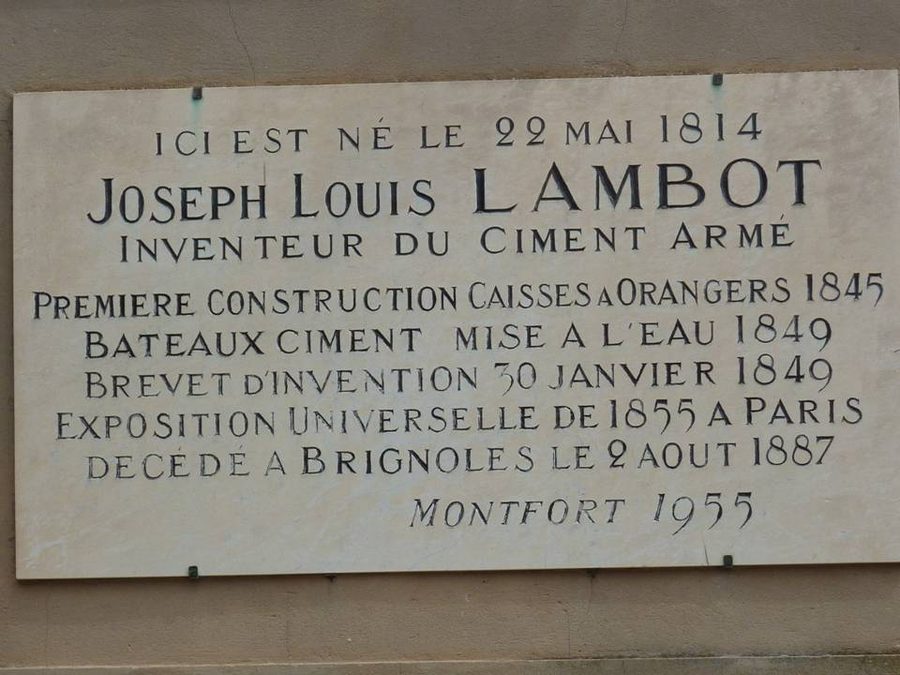 ICI EST NÉ LE 22 MAI 1814
JOSEPH LOUIS LAMBOT
INVENTEUR DU CIMENT ARMÉ
PREMIERE CONSTRUCTION CAISSES A ORANGERS 1845
BATEAUX CIMENT MISE A L'EAU 1849
BREVET D'INVENTION 30 JANVIER 1849
EXPOSITION UNIVERSELLE DE 1855 A PARIS
DECÉDÉ A BRIGNOLES LE 2 AOUT 1887
MONTFORT 1955